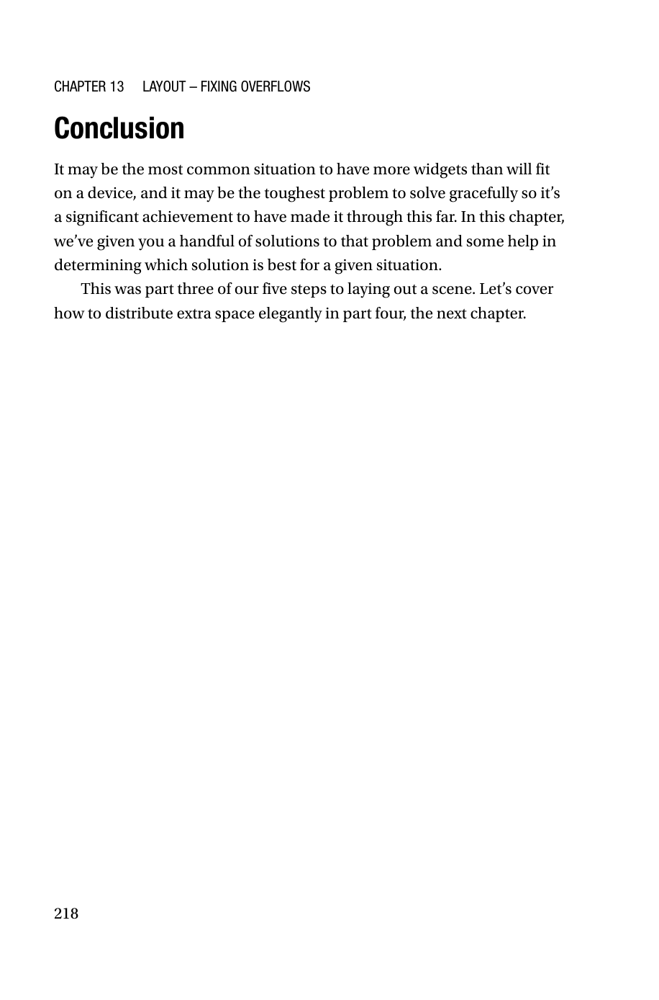 CHAPTER 13 LAYOUT – FIXING OVERFLOWS
Conclusion
It may be the most common situation to have more widgets than will fit
on a device, and it may be the toughest problem to solve gracefully so it’s
a significant achievement to have made it through this far. In this chapter,
we’ve given you a handful of solutions to that problem and some help in
determining which solution is best for a given situation.
This was part three of our five steps to laying out a scene. Let’s cover
how to distribute extra space elegantly in part four, the next chapter.
218